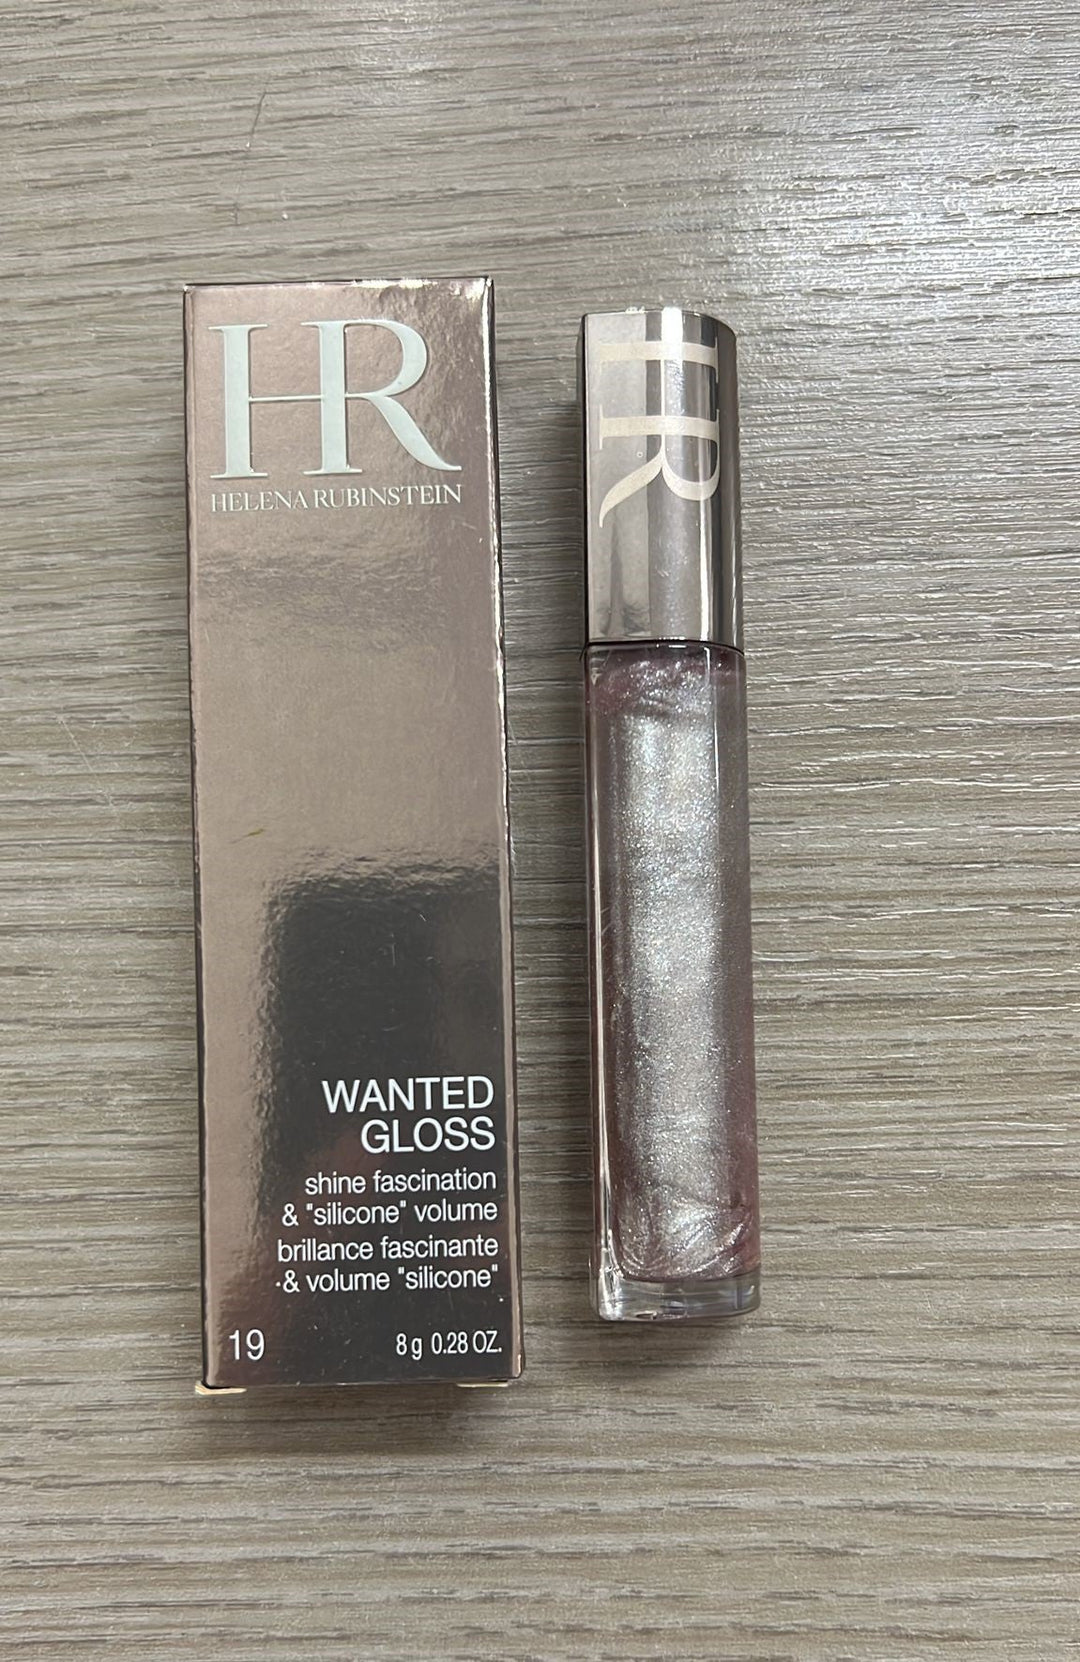 HR
HELENA RUBINSTEIN
WANTED
GLOSS
shine fascination
& "silicone" volume
brillance fascinante
& volume "silicone"
19
8 g 0.28 OZ.
HR